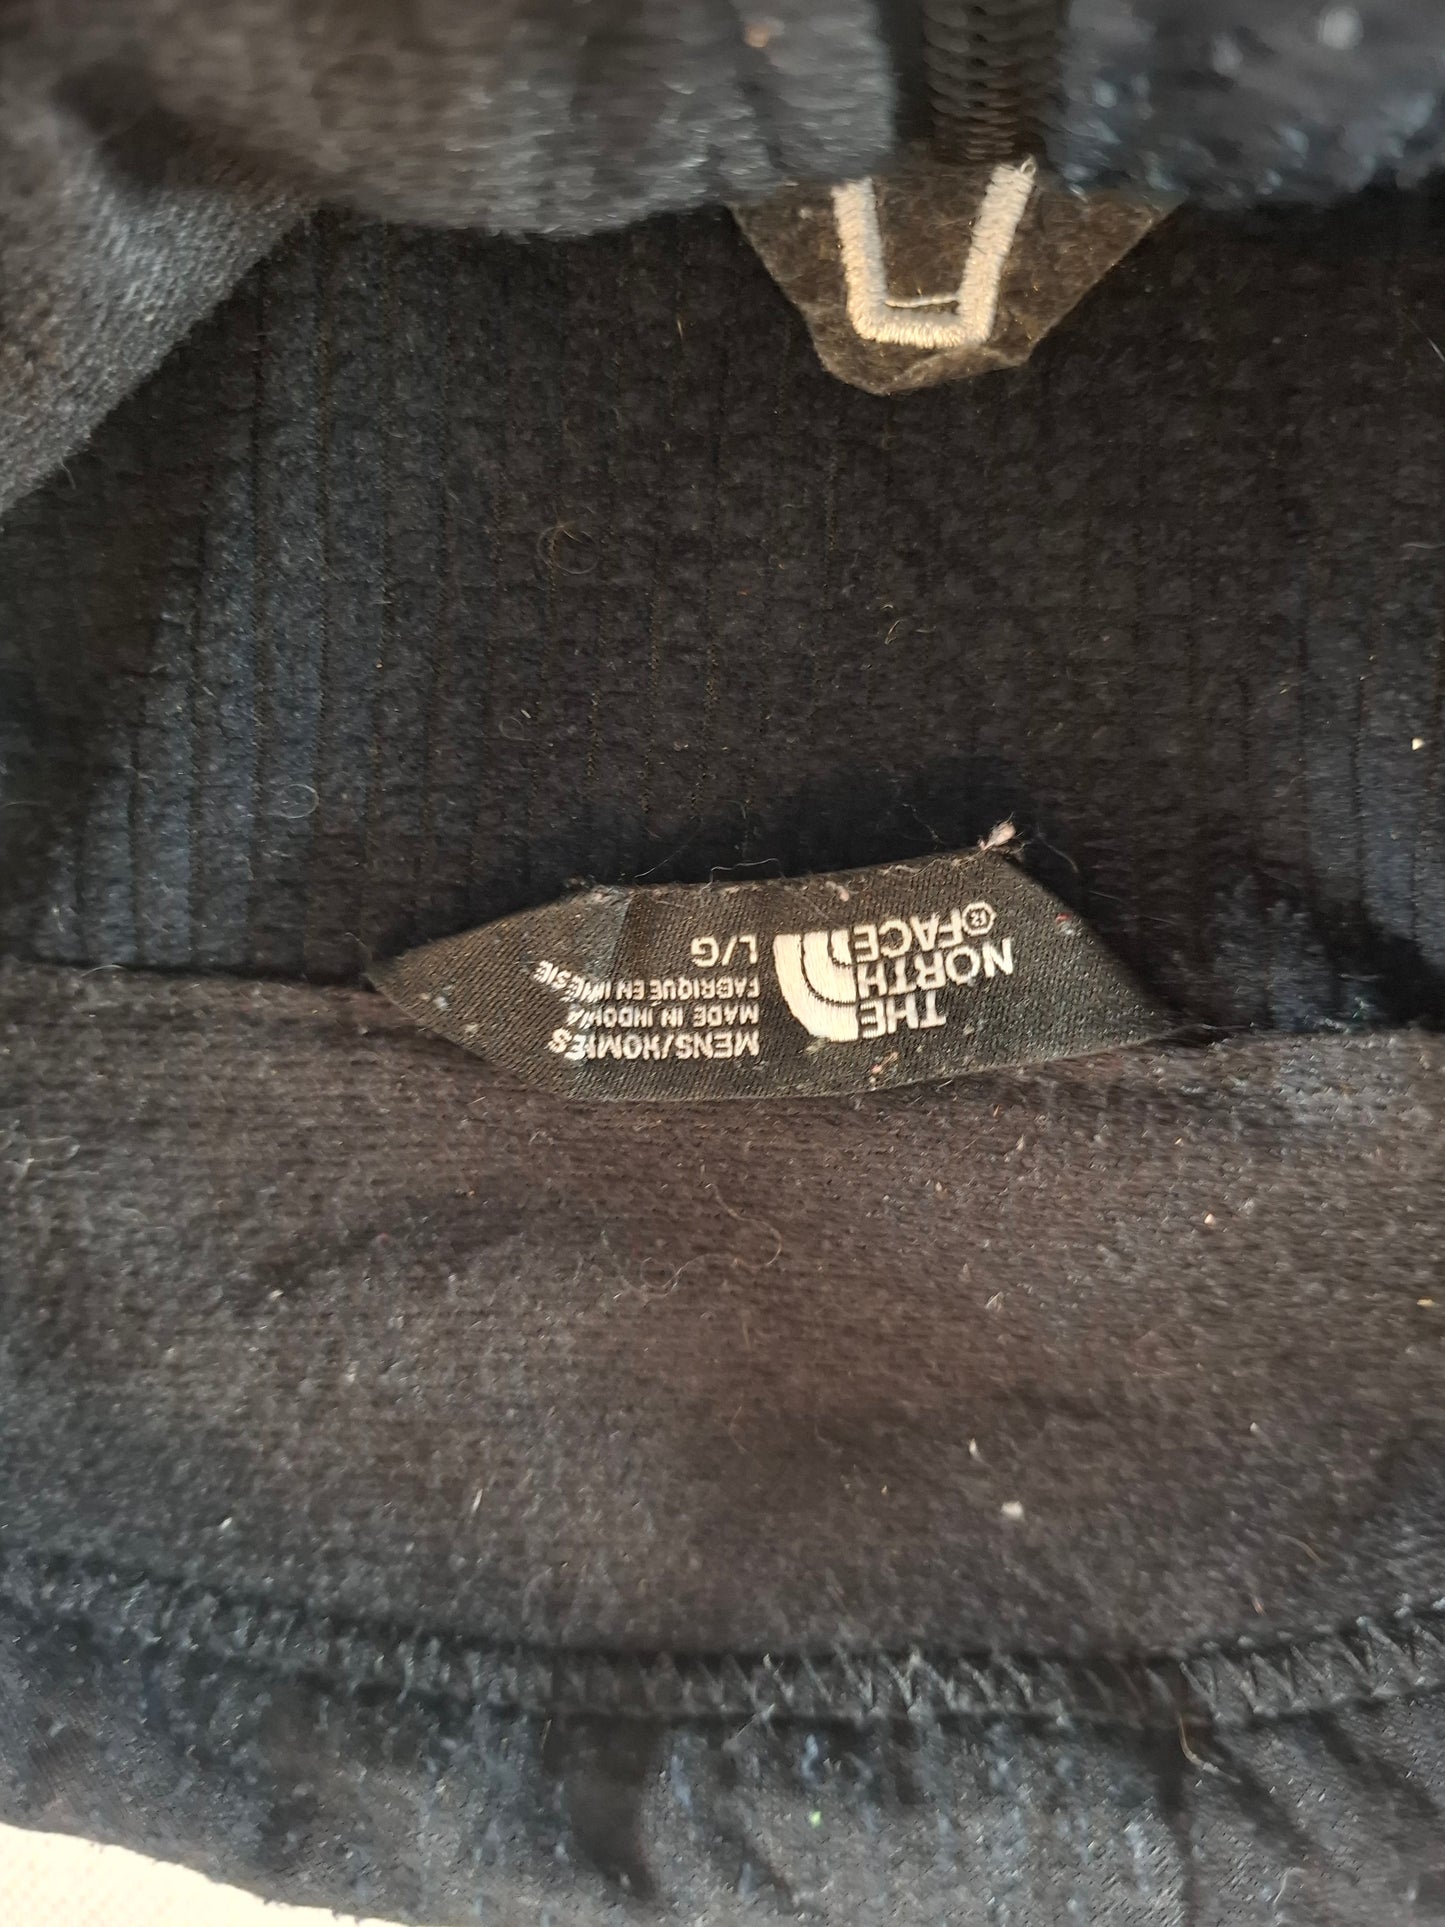 THE
NORTH
FACE®
L/G
MENS/HOMMES
MADE IN INDONESIA
FABRIQUÉ EN INDONÉSIE